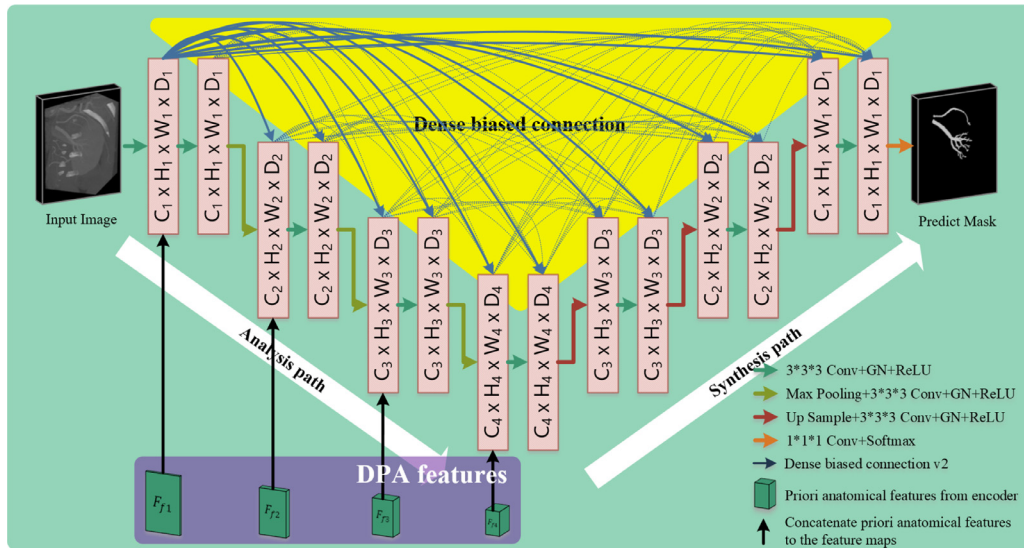 Dense biased connection
Input Image
C1 x H1 x W1 x D1
C1 x H1 x W1 x D1
C2 x H2 x W2 x D2
C2 x H2 x W2 x D2
C3 x H3 x W3 x D3
C3 x H3 x W3 x D3
C4 x H4 x W4 x D4
C4 x H4 x W4 x D4
C3 x H3 x W3 x D3
C3 x H3 x W3 x D3
C2 x H2 x W2 x D2
C2 x H2 x W2 x D2
C1 x H1 x W1 x D1
C1 x H1 x W1 x D1
Predict Mask
Analysis path
Synthesis path
DPA features
Ff1
Ff2
Ff3
Ff4
3*3*3 Conv+GN+ReLU
Max Pooling+3*3*3 Conv+GN+ReLU
Up Sample+3*3*3 Conv+GN+ReLU
1*1*1 Conv+Softmax
Dense biased connection v2
Priori anatomical features from encoder
Concatenate priori anatomical features
to the feature maps